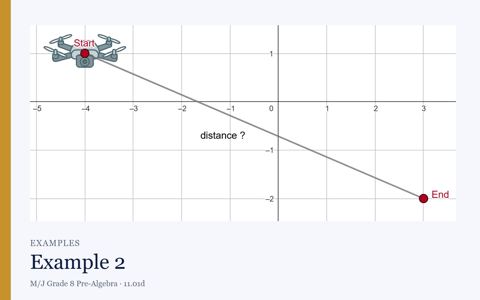 Start
1
–5 –4 –3 –2 –1 0 1 2 3
distance ?
–1
–2
End
EXAMPLES
Example 2
M/J Grade 8 Pre-Algebra · 11.01d